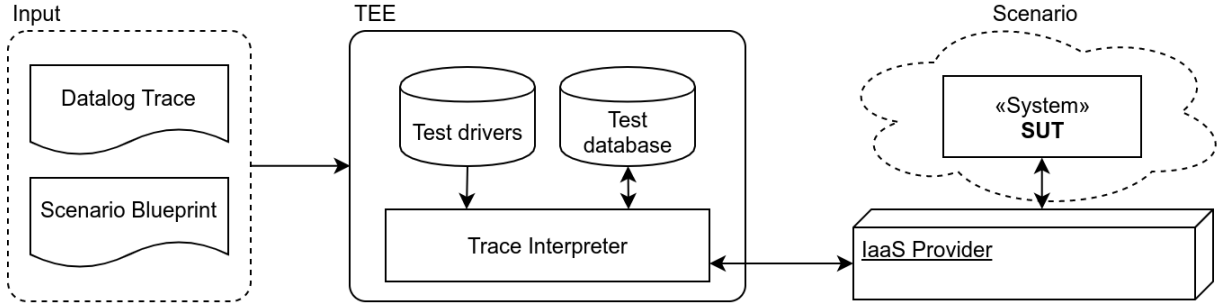 Input
Datalog Trace
Scenario Blueprint
TEE
Test drivers
Test
database
Trace Interpreter
Scenario
«System»
SUT
IaaS Provider